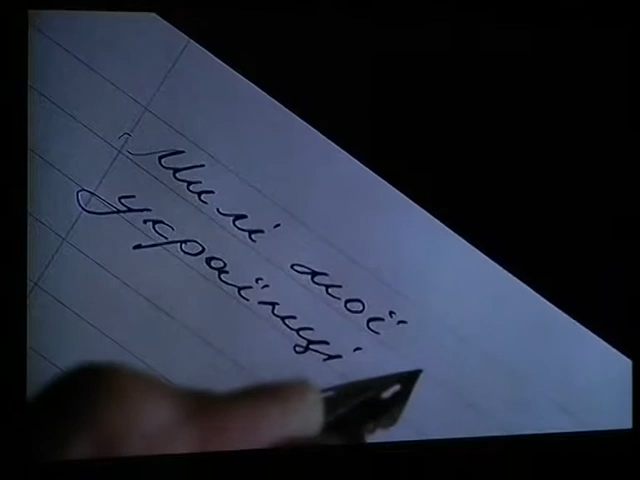 "Милі мої
українці